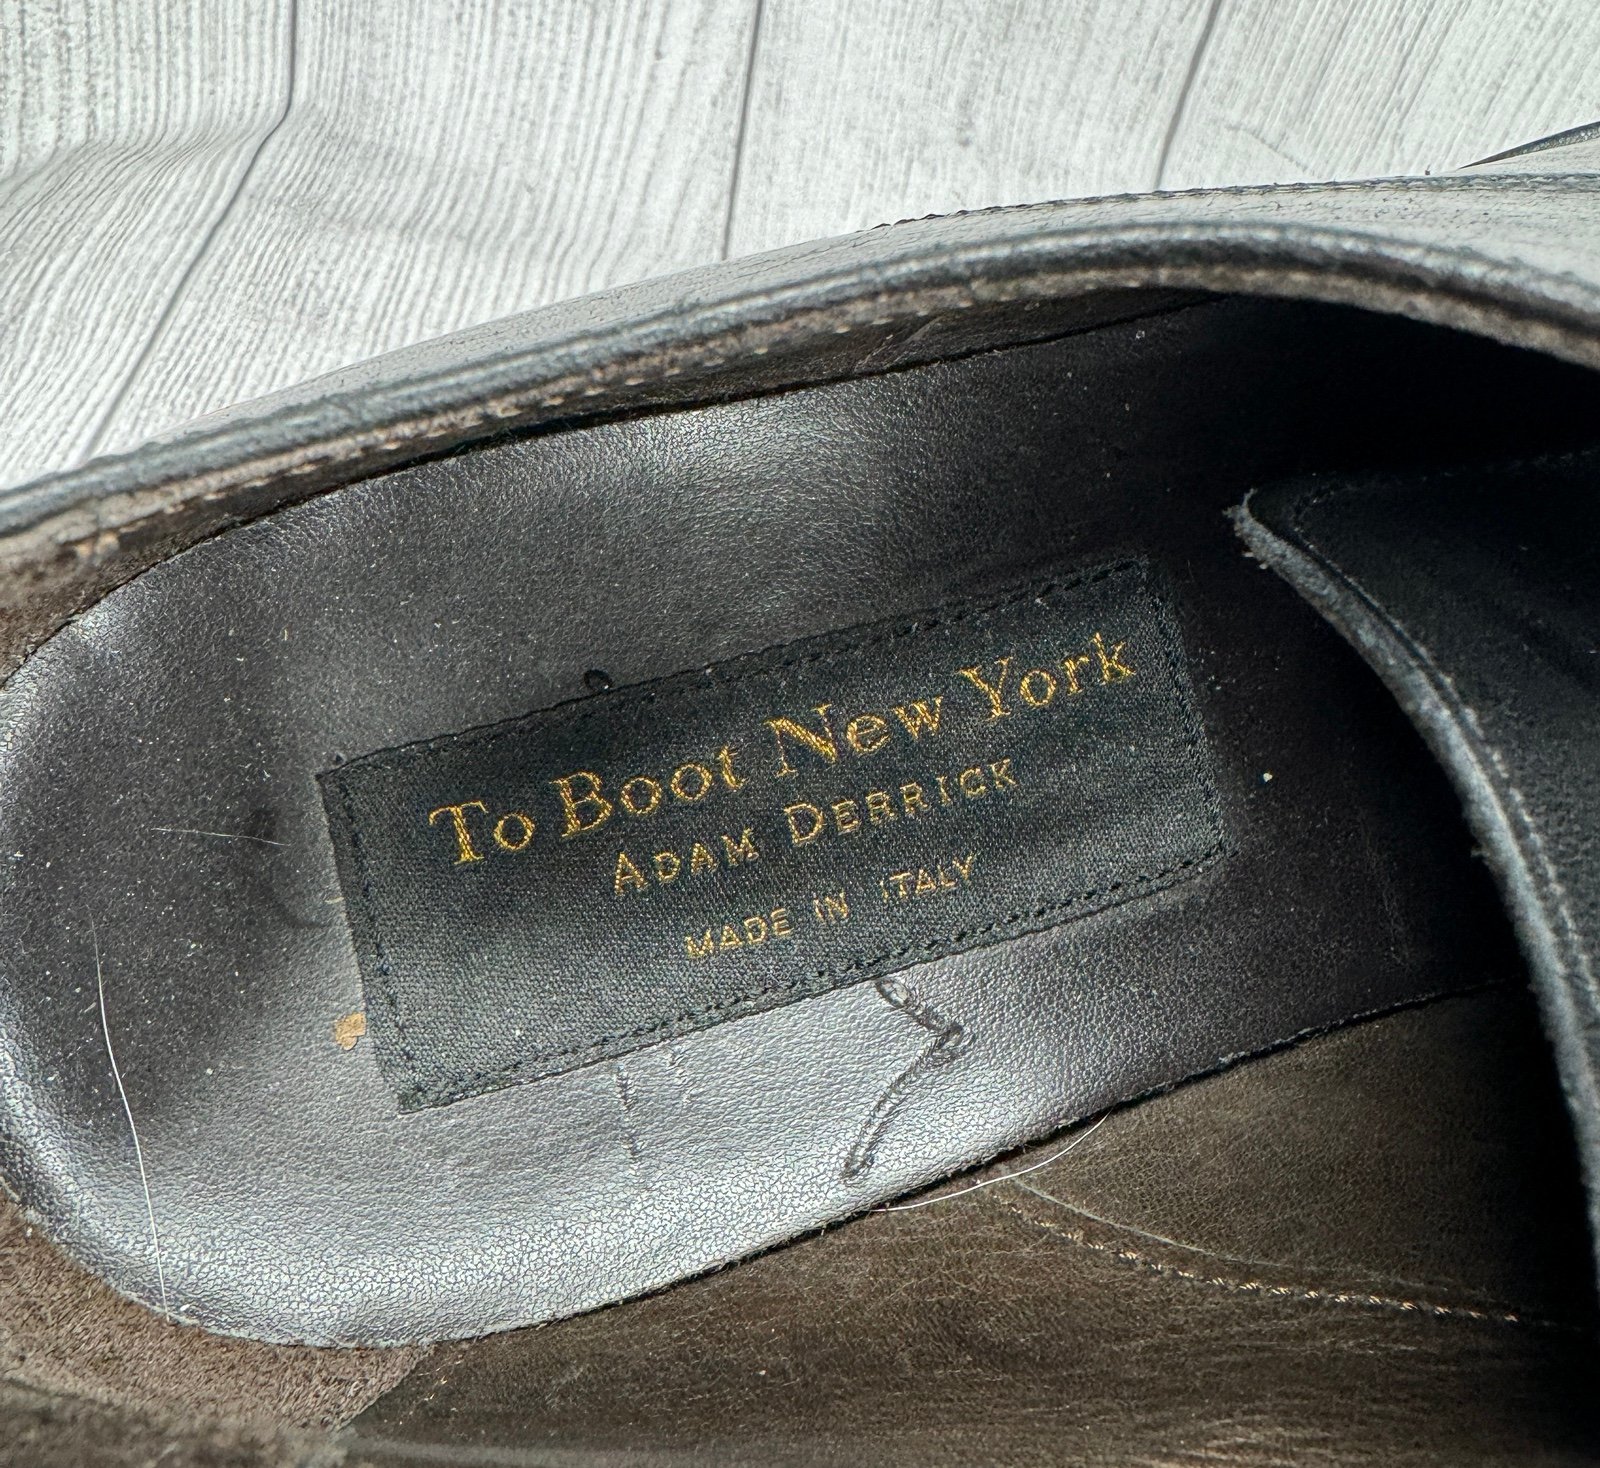 To Boot New York
Adam Derrick
MADE IN ITALY